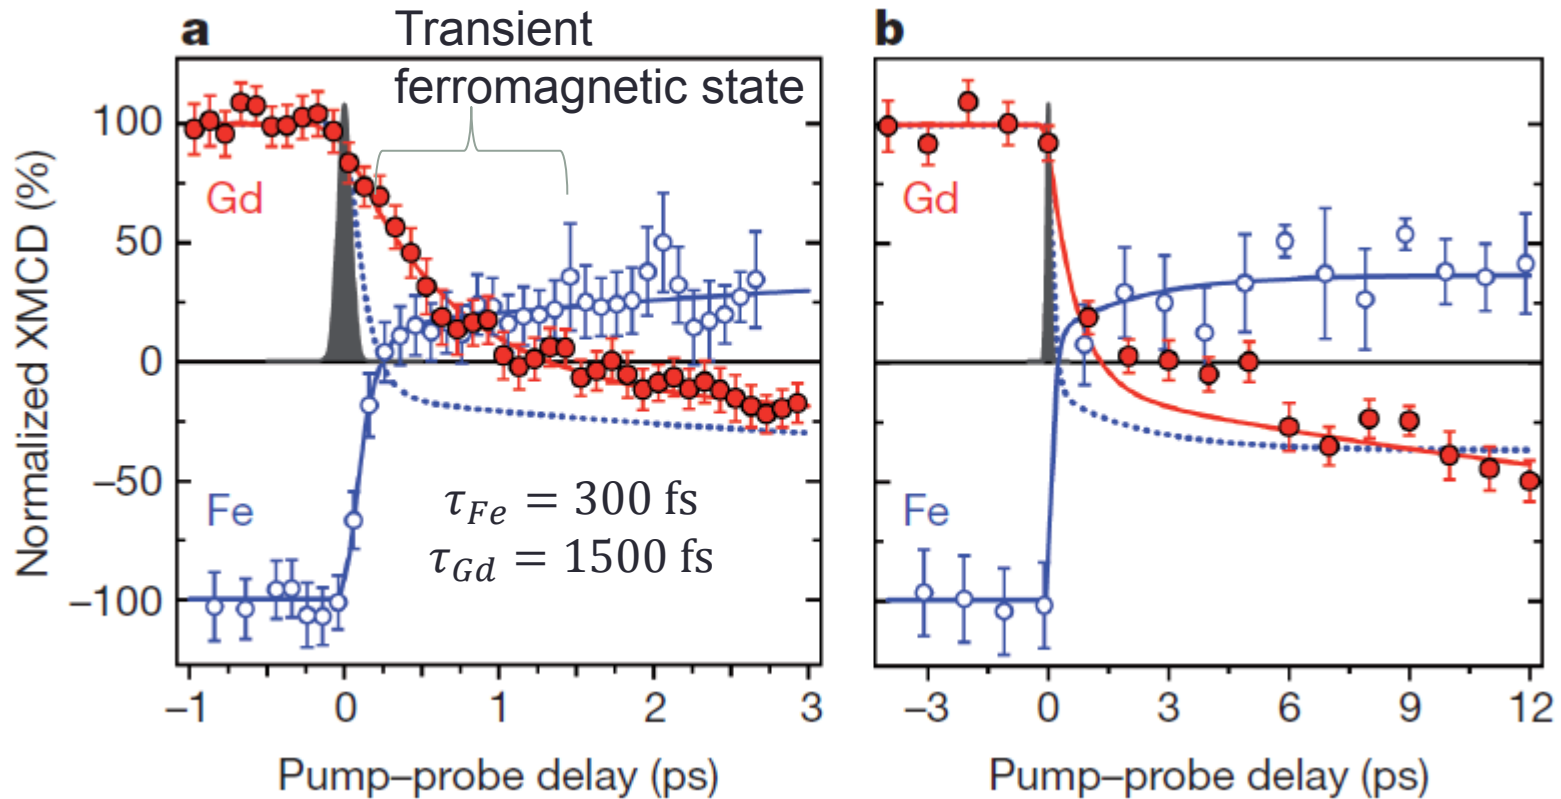 a
Transient
ferromagnetic state
b
Normalized XMCD (%)
100
50
0
−50
−100
Gd
Fe
τ_Fe = 300 fs
τ_Gd = 1500 fs
−1 0 1 2 3
Pump–probe delay (ps)
Gd
Fe
−3 0 3 6 9 12
Pump–probe delay (ps)